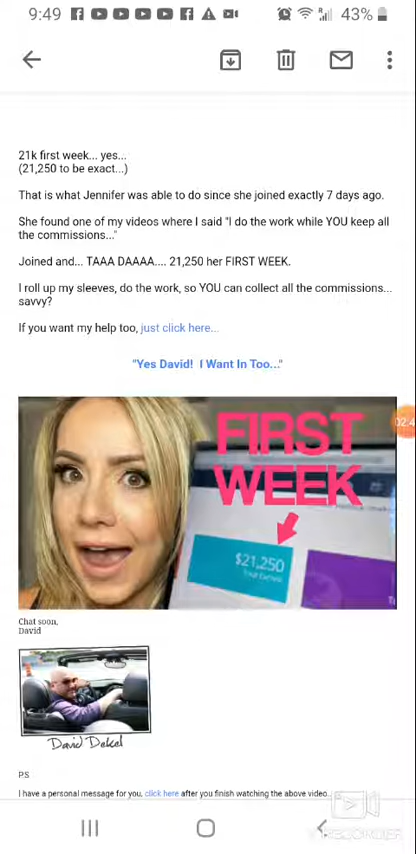 9:49 43%
21k first week... yes...
(21,250 to be exact...)
That is what Jennifer was able to do since she joined exactly 7 days ago.
She found one of my videos where I said "I do the work while YOU keep all
the commissions..."
Joined and... TAAA DAAAA.... 21,250 her FIRST WEEK.
I roll up my sleeves, do the work, so YOU can collect all the commissions...
savvy?
If you want my help too, just click here...
"Yes David!  I Want In Too..."
FIRST
WEEK
$21,250
02:4
Chat soon,
David
David Dekel
P.S
I have a personal message for you, click here after you finish watching the above video..